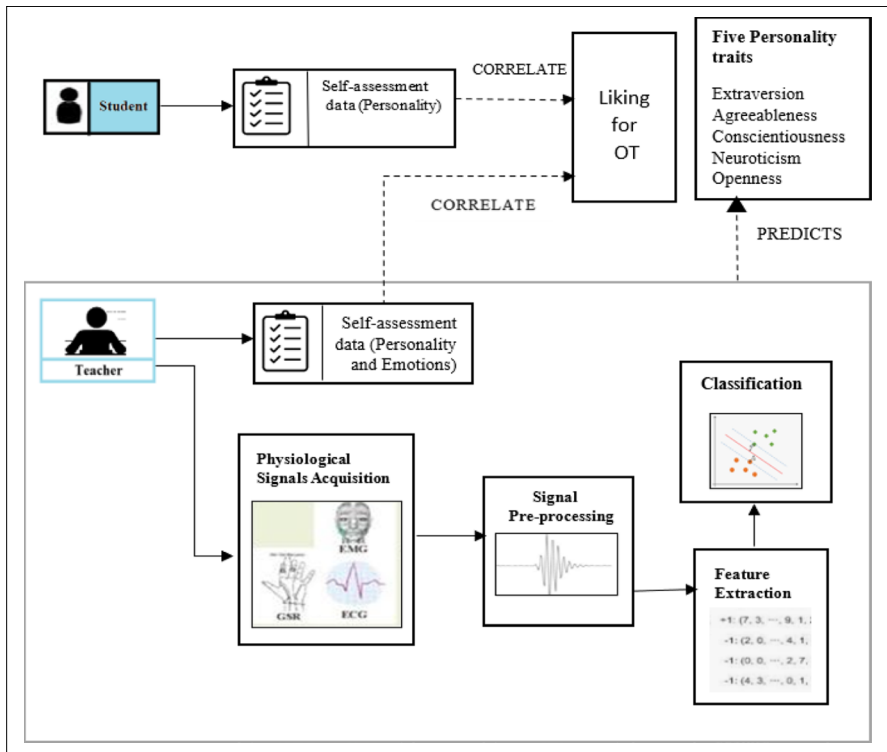 Student
Self-assessment
data (Personality)
CORRELATE
Liking
for
OT
Five Personality
traits
Extraversion
Agreeableness
Conscientiousness
Neuroticism
Openness
CORRELATE
PREDICTS
Teacher
Self-assessment
data (Personality
and Emotions)
Classification
Physiological
Signals Acquisition
EMG
GSR
ECG
Signal
Pre-processing
Feature
Extraction
+1: (7, 3, ···, 9, 1,
-1: (2, 0, ···, 4, 1,
-1: (0, 0, ···, 2, 7,
-1: (4, 3, ···, 0, 1,